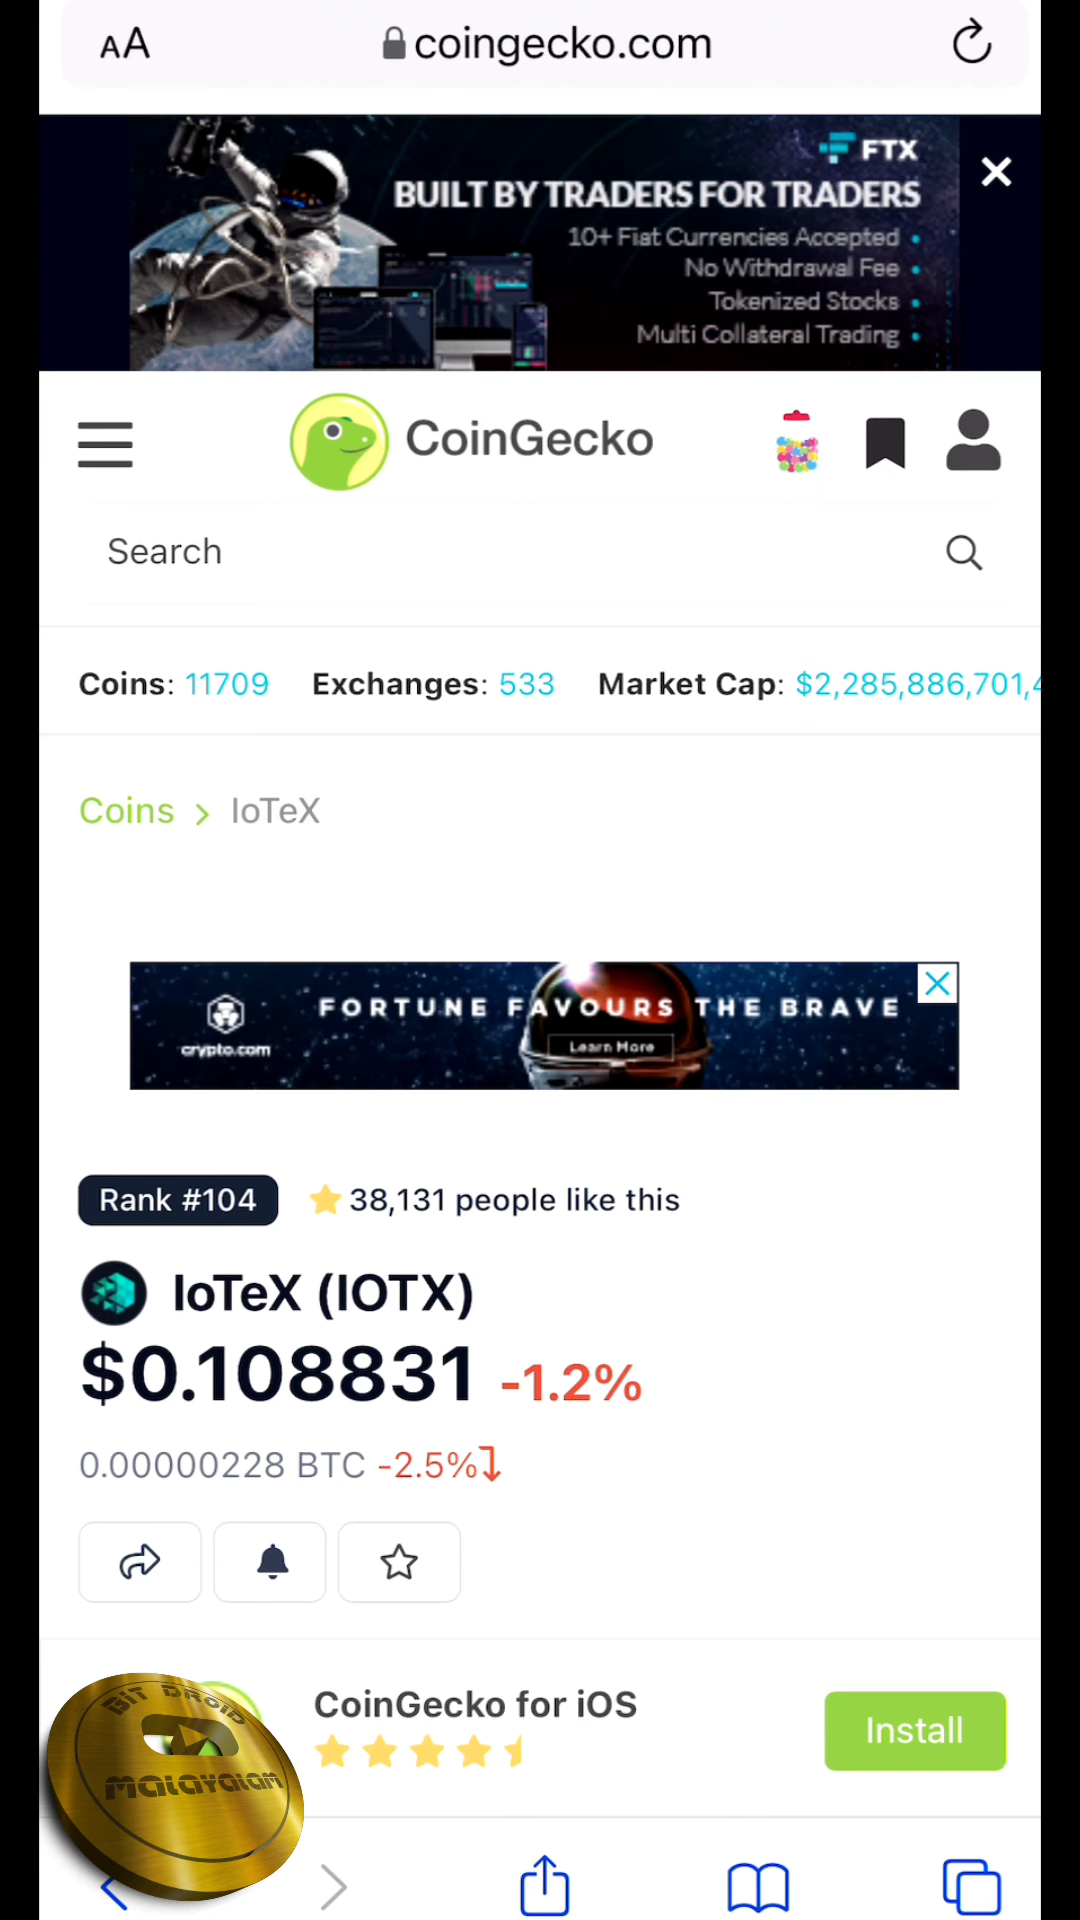 AA coingecko.com
FTX
BUILT BY TRADERS FOR TRADERS
10+ Fiat Currencies Accepted •
No Withdrawal Fee •
Tokenized Stocks •
Multi Collateral Trading •
CoinGecko
Search
Coins: 11709 Exchanges: 533 Market Cap: $2,285,886,701,4
Coins > IoTeX
FORTUNE FAVOURS THE BRAVE
crypto.com
Learn More
Rank #104 38,131 people like this
IoTeX (IOTX)
$0.108831 -1.2%
0.00000228 BTC -2.5%
CoinGecko for iOS
Install
BIT DROID
MALAYALAM